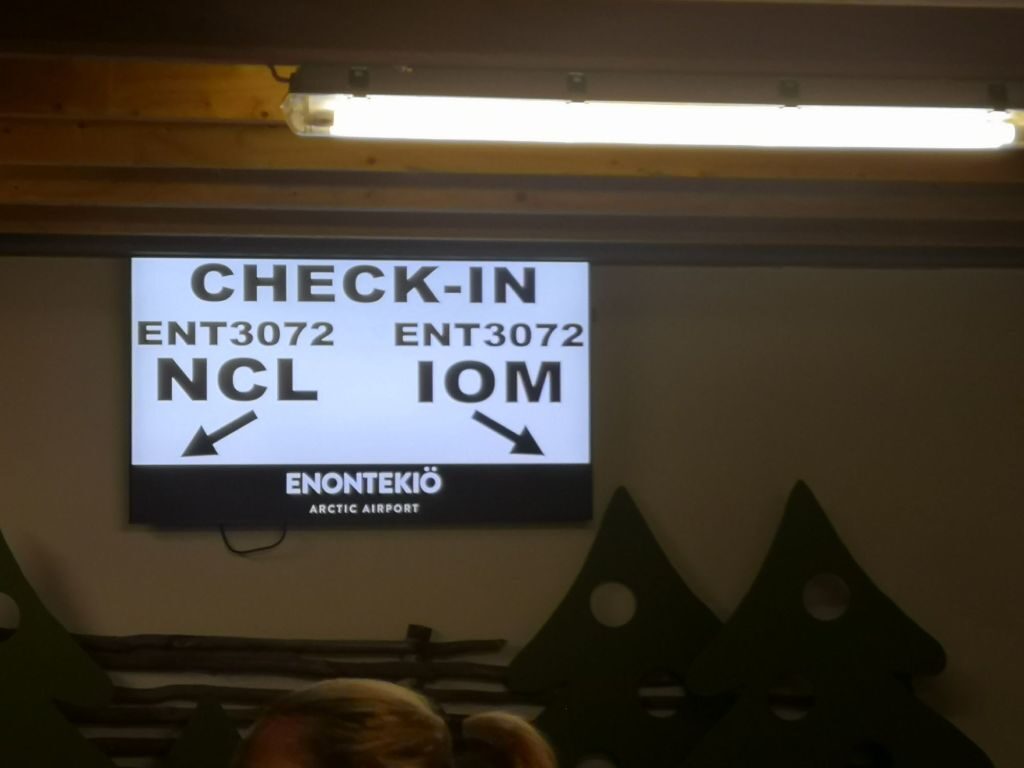 CHECK-IN
ENT3072 ENT3072
NCL IOM
ENONTEKIÖ
ARCTIC AIRPORT